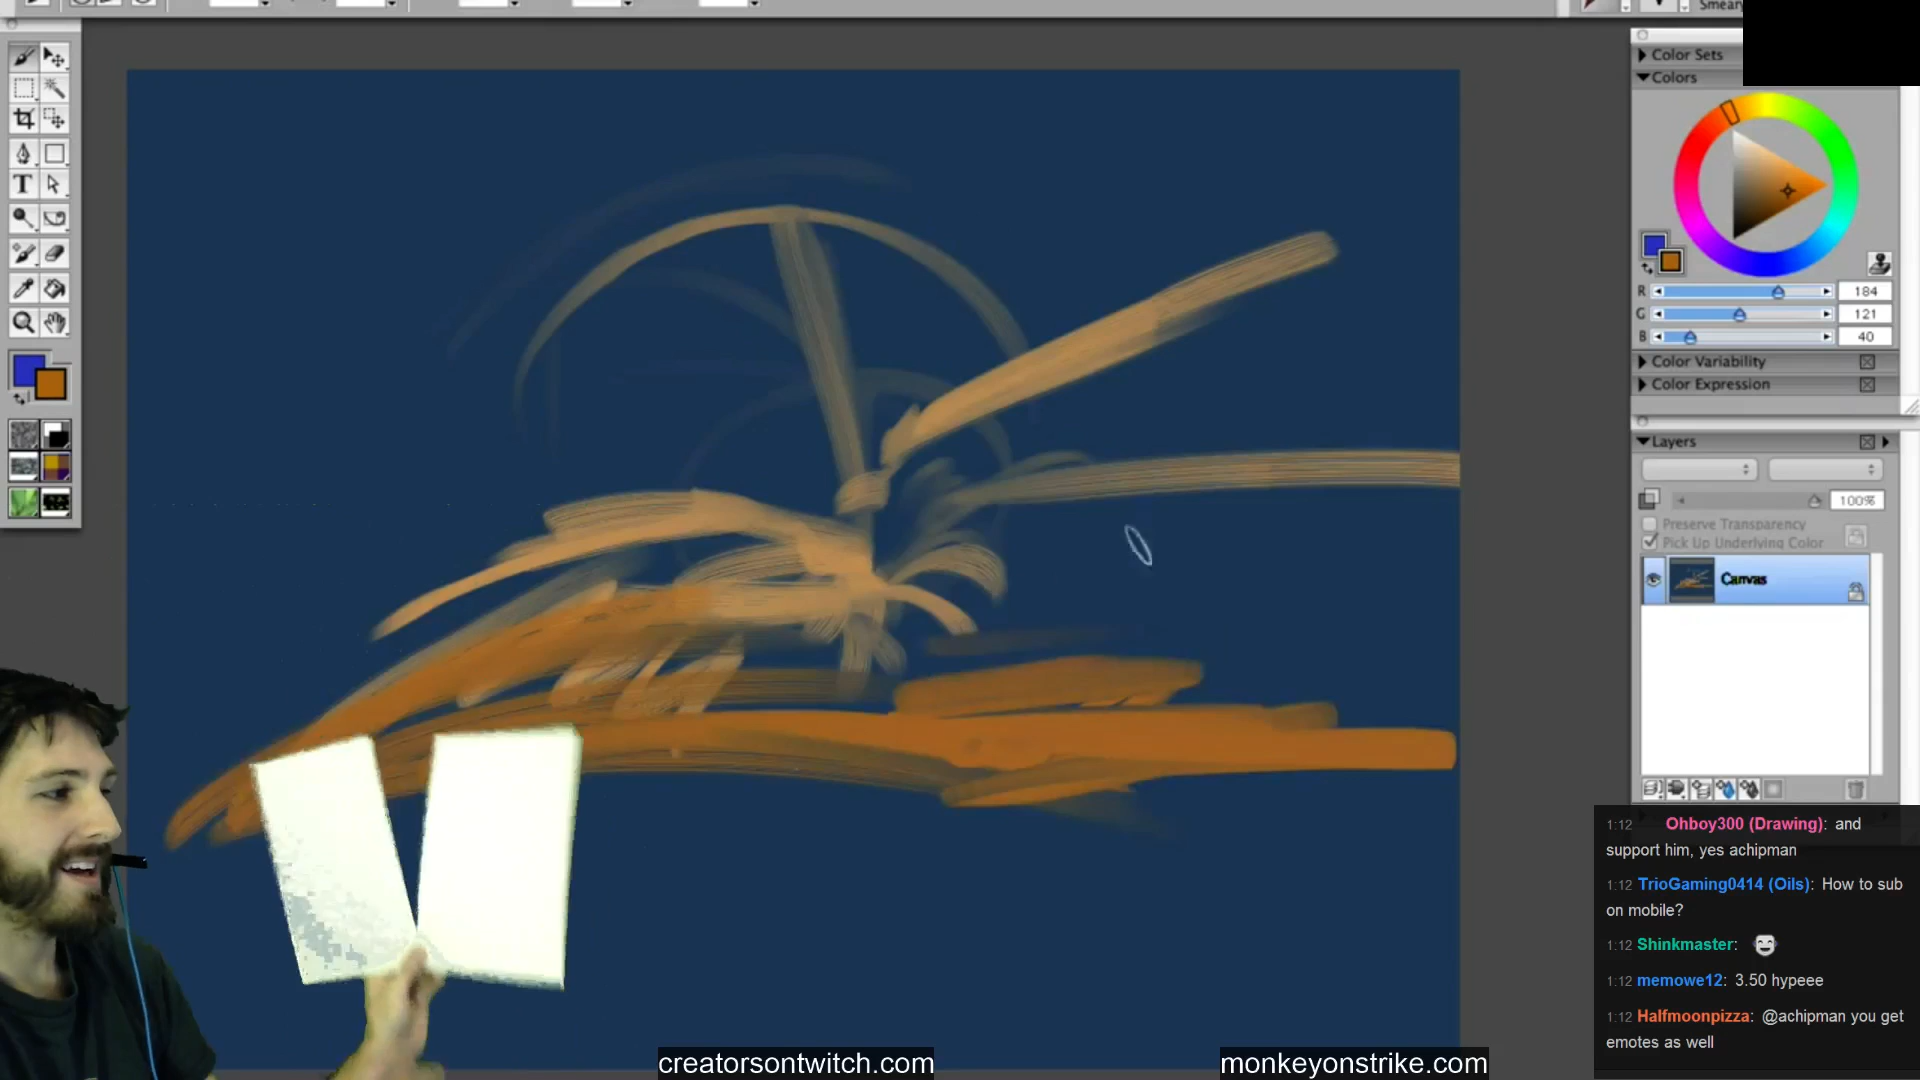 Smeary
Color Sets
Colors
R 184
G 121
B 40
Color Variability
Color Expression
Layers
100%
Preserve Transparency
Pick Up Underlying Color
Canvas
T
1:12 Ohboy300 (Drawing): and
support him, yes achipman
1:12 TrioGaming0414 (Oils): How to sub
on mobile?
1:12 Shinkmaster:
1:12 memowe12: 3.50 hypeee
1:12 Halfmoonpizza: @achipman you get
emotes as well
creatorsontwitch.com
monkeyonstrike.com